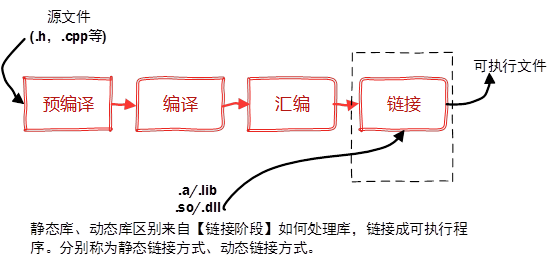 源文件
(.h，.cpp等)
可执行文件
预编译
编译
汇编
链接
.a/.lib
.so/.dll
静态库、动态库区别来自【链接阶段】如何处理库，链接成可执行程
序。分别称为静态链接方式、动态链接方式。